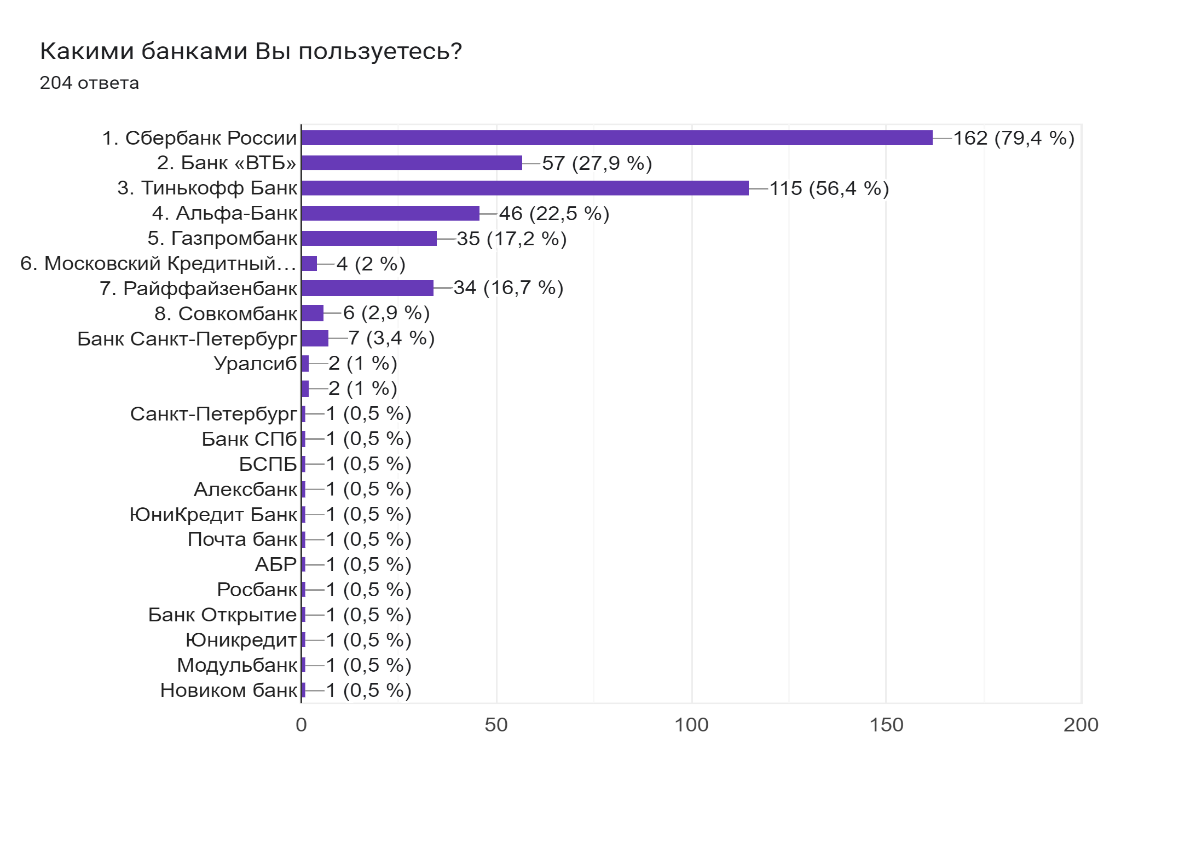 Какими банками Вы пользуетесь?
204 ответа
1. Сбербанк России 162 (79,4 %)
2. Банк «ВТБ» 57 (27,9 %)
3. Тинькофф Банк 115 (56,4 %)
4. Альфа-Банк 46 (22,5 %)
5. Газпромбанк 35 (17,2 %)
6. Московский Кредитный… 4 (2 %)
7. Райффайзенбанк 34 (16,7 %)
8. Совкомбанк 6 (2,9 %)
Банк Санкт-Петербург 7 (3,4 %)
Уралсиб 2 (1 %)
2 (1 %)
Санкт-Петербург 1 (0,5 %)
Банк СПб 1 (0,5 %)
БСПБ 1 (0,5 %)
Алексбанк 1 (0,5 %)
ЮниКредит Банк 1 (0,5 %)
Почта банк 1 (0,5 %)
АБР 1 (0,5 %)
Росбанк 1 (0,5 %)
Банк Открытие 1 (0,5 %)
Юникредит 1 (0,5 %)
Модульбанк 1 (0,5 %)
Новиком банк 1 (0,5 %)
0 50 100 150 200